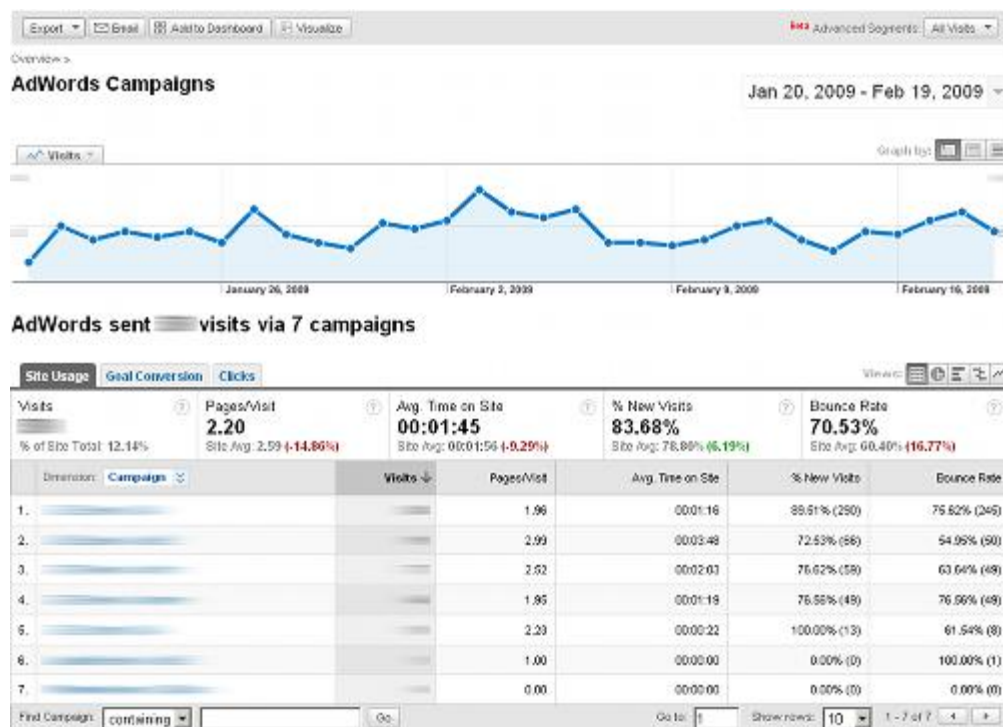 Export Email Add to Dashboard Visualize Beta Advanced Segments: All Visits
Overview >
AdWords Campaigns
Jan 20, 2009 - Feb 19, 2009
Visits Graph by:
January 26, 2009 February 2, 2009 February 9, 2009 February 16, 2009
AdWords sent visits via 7 campaigns
Site Usage Goal Conversion Clicks Views:
Visits Pages/Visit Avg. Time on Site % New Visits Bounce Rate
2.20 00:01:45 83.68% 70.53%
% of Site Total: 12.14% Site Avg: 2.59 (-14.86%) Site Avg: 00:01:56 (-9.29%) Site Avg: 78.80% (6.19%) Site Avg: 60.40% (16.77%)
Dimension: Campaign Visits Pages/Visit Avg. Time on Site % New Visits Bounce Rate
1. 1.96 00:01:16 75.62%
2. 2.99 00:03:48 72.53% (66) 54.95% (50)
3. 2.52 00:02:03 76.62% (59) 63.64% (49)
4. 1.95 00:01:19 76.56% (49) 76.56% (49)
5. 00:00:22 100.00% (13) 61.54% (8)
6. 1.00 00:00:00 0.00% (0) 100.00% (1)
7. 0.00 00:00:00 0.00% (0) 0.00% (0)
Find Campaign: containing Go Go to: 1 Show rows: 10 1 - 7 of 7